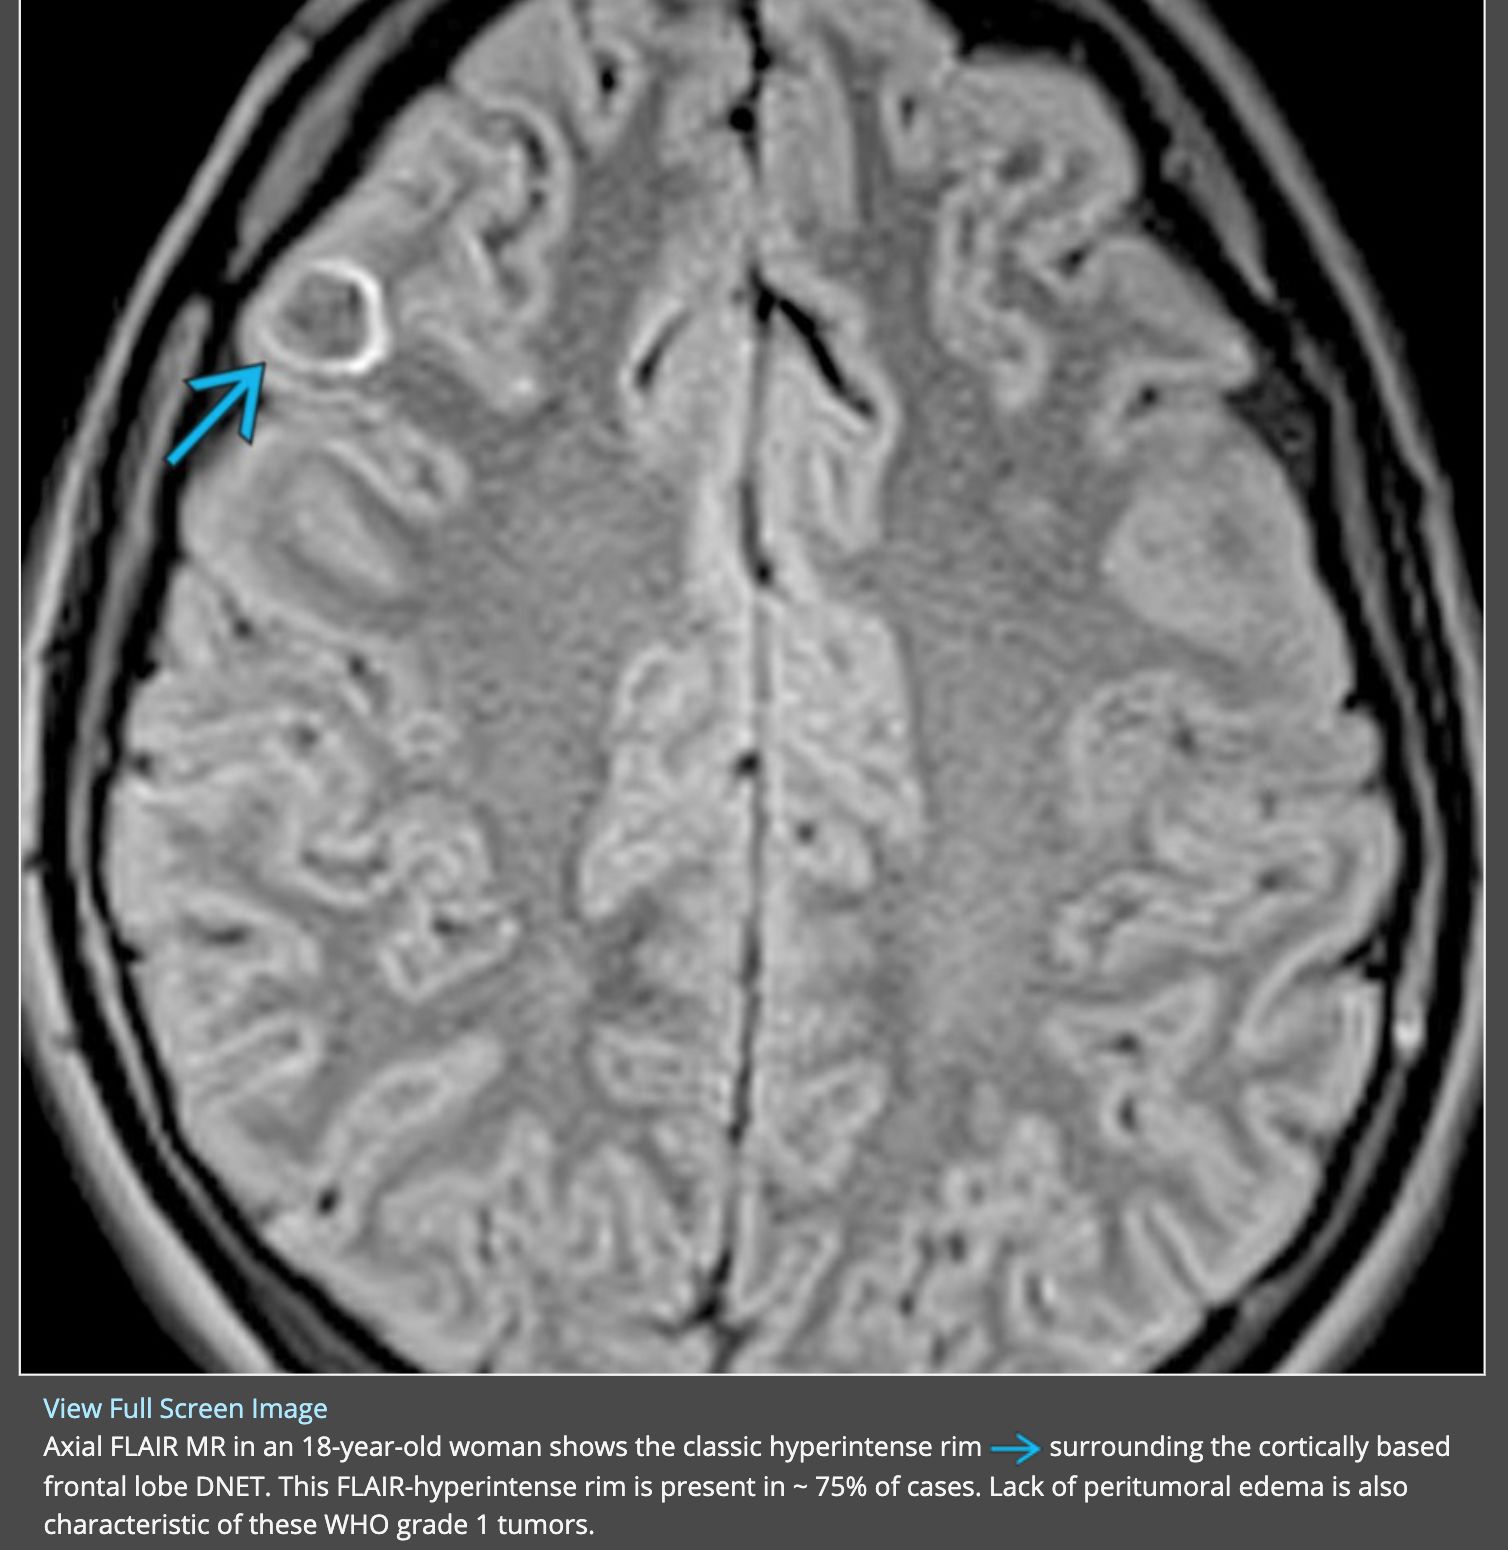 View Full Screen Image
Axial FLAIR MR in an 18-year-old woman shows the classic hyperintense rim → surrounding the cortically based
frontal lobe DNET. This FLAIR-hyperintense rim is present in ~ 75% of cases. Lack of peritumoral edema is also
characteristic of these WHO grade 1 tumors.